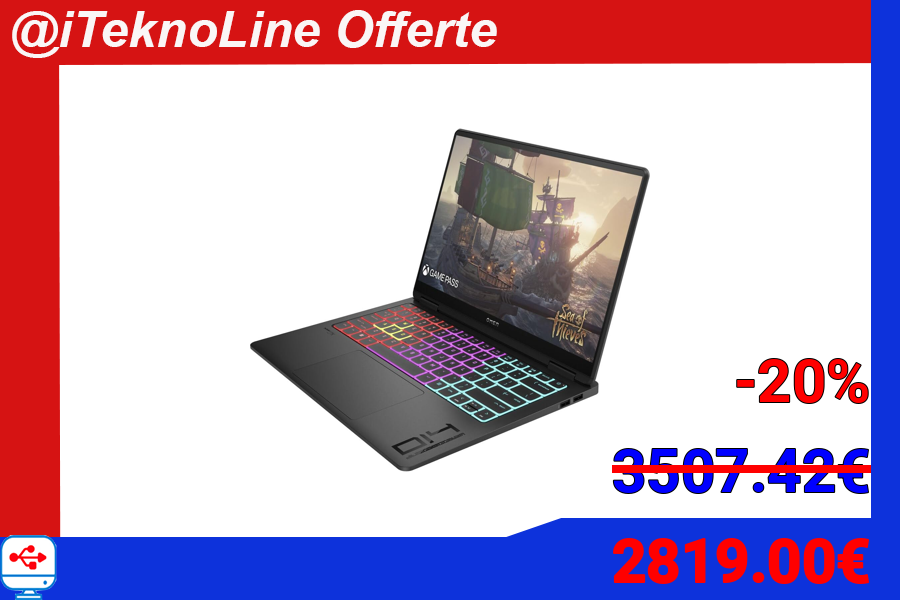 @iTeknoLine Offerte
GAME PASS
Sea of
Thieves
-20%
3507.42€
2819.00€